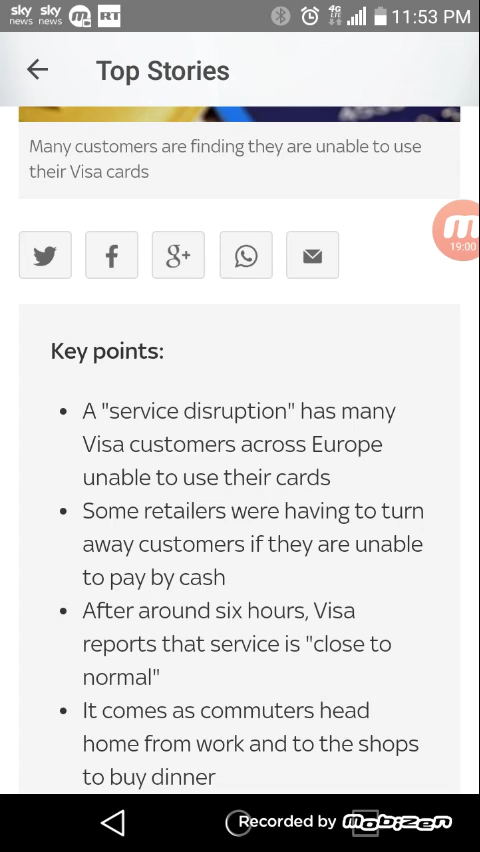 sky news sky news m RT 4G LTE 11:53 PM
Top Stories
Many customers are finding they are unable to use
their Visa cards
f g+
m
19:00
Key points:
• A "service disruption" has many
Visa customers across Europe
unable to use their cards
• Some retailers were having to turn
away customers if they are unable
to pay by cash
• After around six hours, Visa
reports that service is "close to
normal"
• It comes as commuters head
home from work and to the shops
to buy dinner
Recorded by mobizen